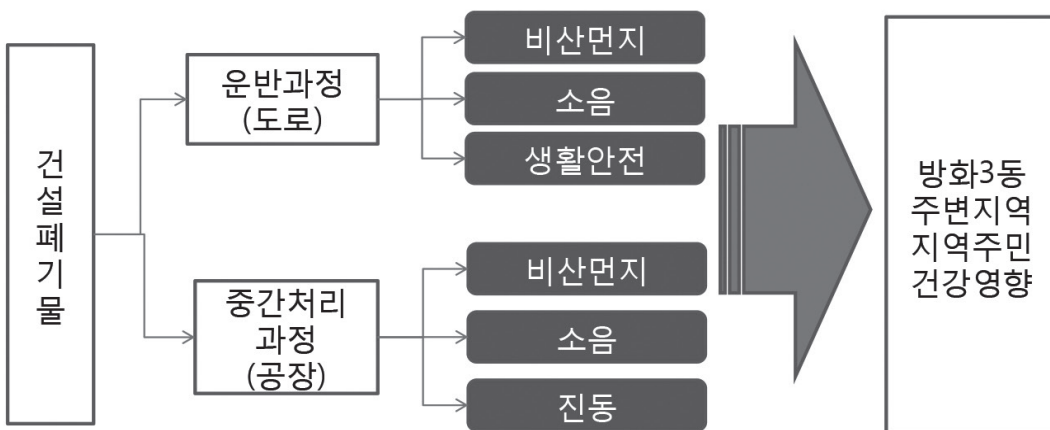 건설폐기물
운반과정
(도로)
비산먼지
소음
생활안전
중간처리
과정
(공장)
비산먼지
소음
진동
방화3동
주변지역
지역주민
건강영향